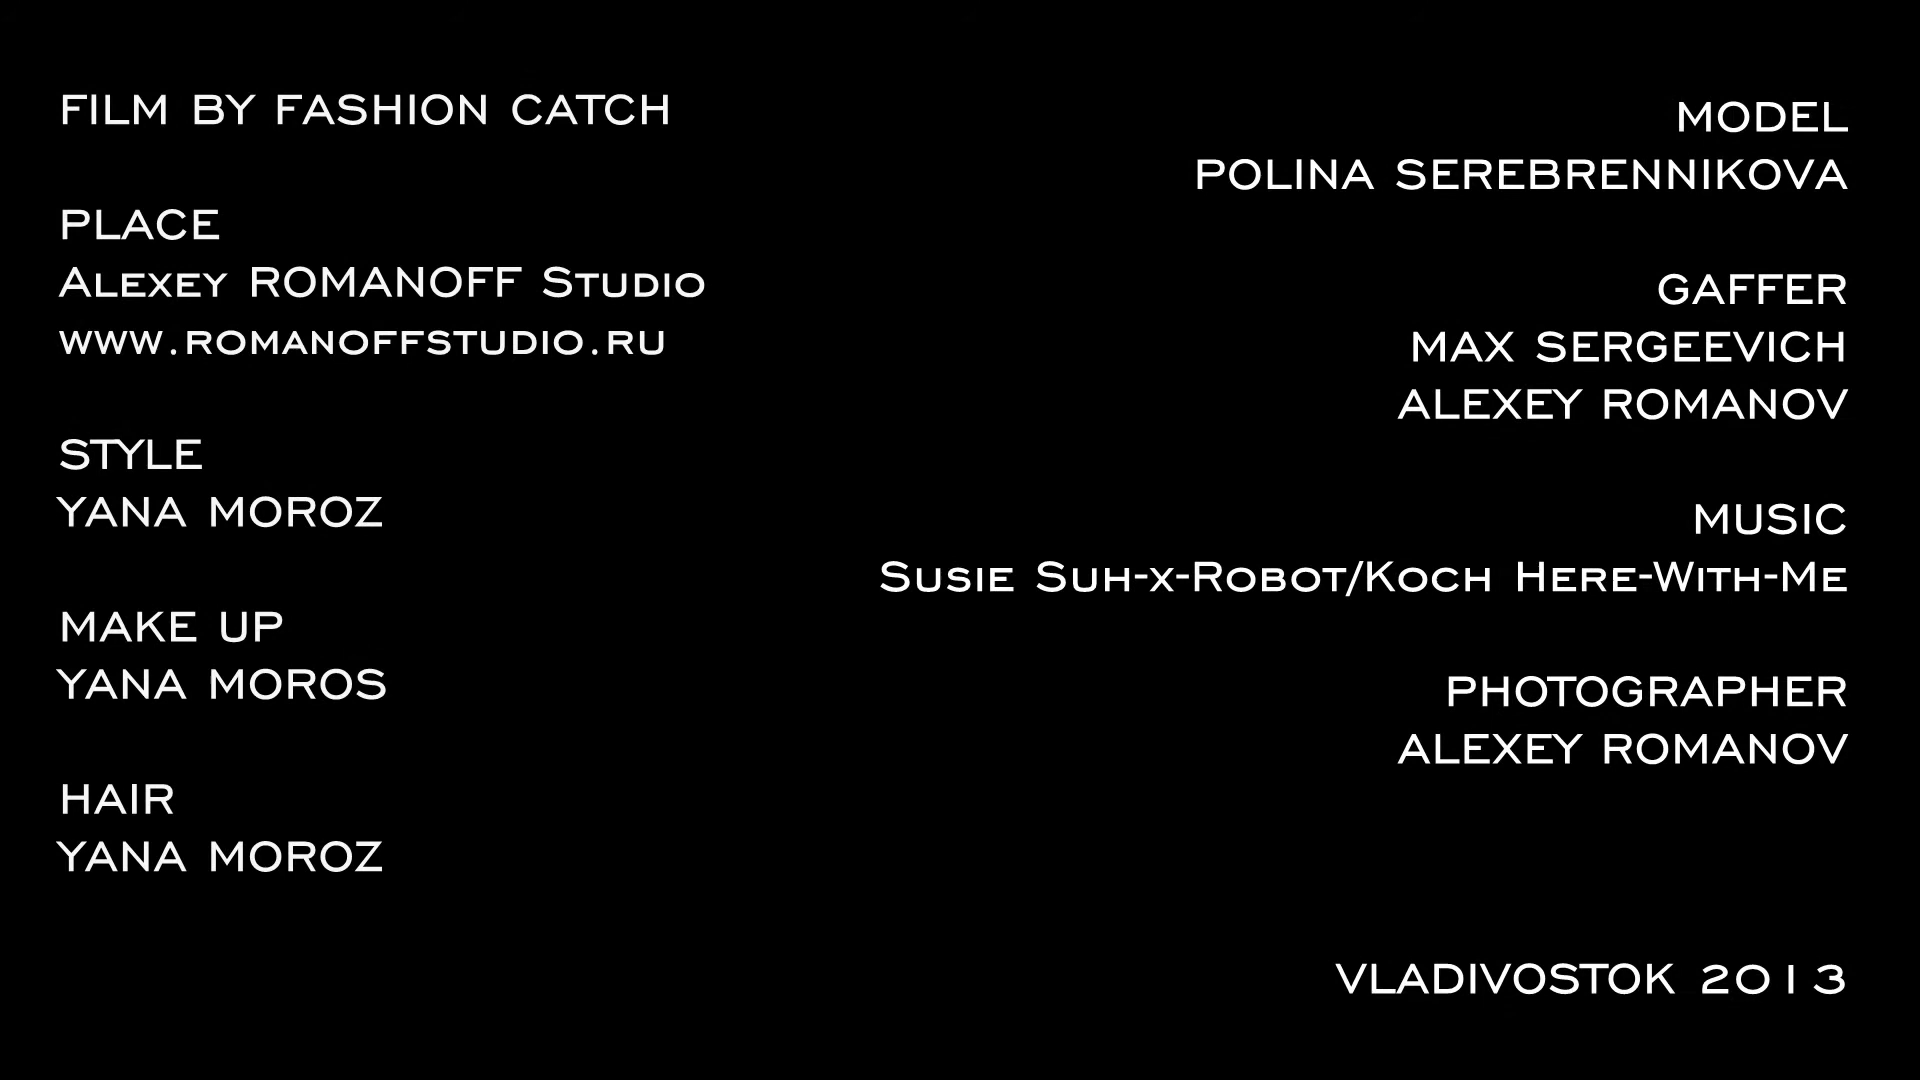 FILM BY FASHION CATCH
PLACE
Alexey ROMANOFF Studio
www.romanoffstudio.ru
STYLE
YANA MOROZ
MAKE UP
YANA MOROS
HAIR
YANA MOROZ
MODEL
POLINA SEREBRENNIKOVA
GAFFER
MAX SERGEEVICH
ALEXEY ROMANOV
MUSIC
Susie Suh-x-Robot/Koch Here-With-Me
PHOTOGRAPHER
ALEXEY ROMANOV
VLADIVOSTOK 2013